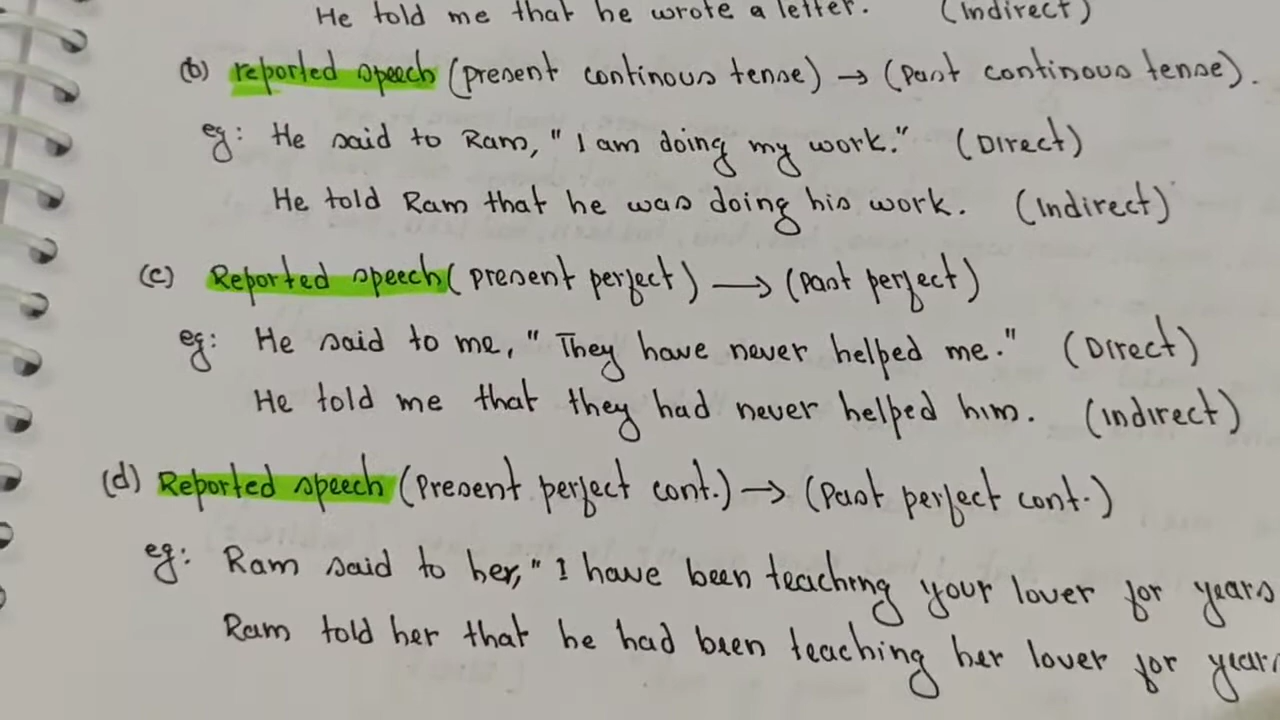 He told me that he wrote a letter. (Indirect)
(b) reported speech (present continous tense) → (past continous tense).
eg: He said to Ram, "I am doing my work." (Direct)
He told Ram that he was doing his work. (Indirect)
(c) Reported speech (present perfect) → (past perfect)
eg: He said to me, "They have never helped me." (Direct)
He told me that they had never helped him. (indirect)
(d) Reported speech (Present perfect cont.) → (Past perfect cont.)
eg: Ram said to her, "I have been teaching your lover for years
Ram told her that he had been teaching her lover for years